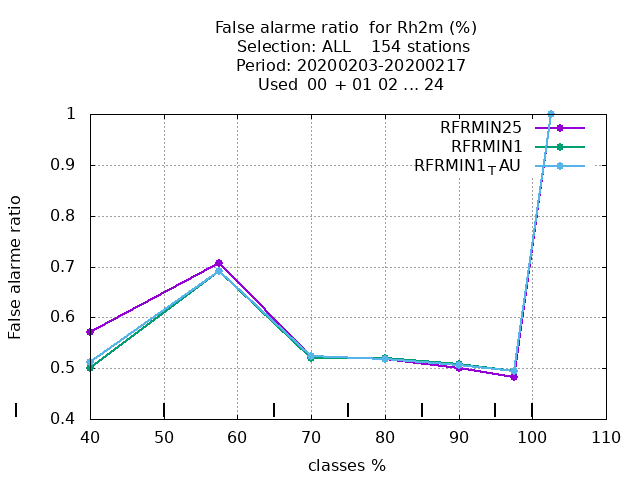 False alarme ratio  for Rh2m (%)
Selection: ALL    154 stations
Period: 20200203-20200217
Used  00  + 01 02 ... 24
RFRMIN25
RFRMIN1
RFRMIN1TAU
False alarme ratio
1
0.9
0.8
0.7
0.6
0.5
0.4
40 50 60 70 80 90 100 110
classes %